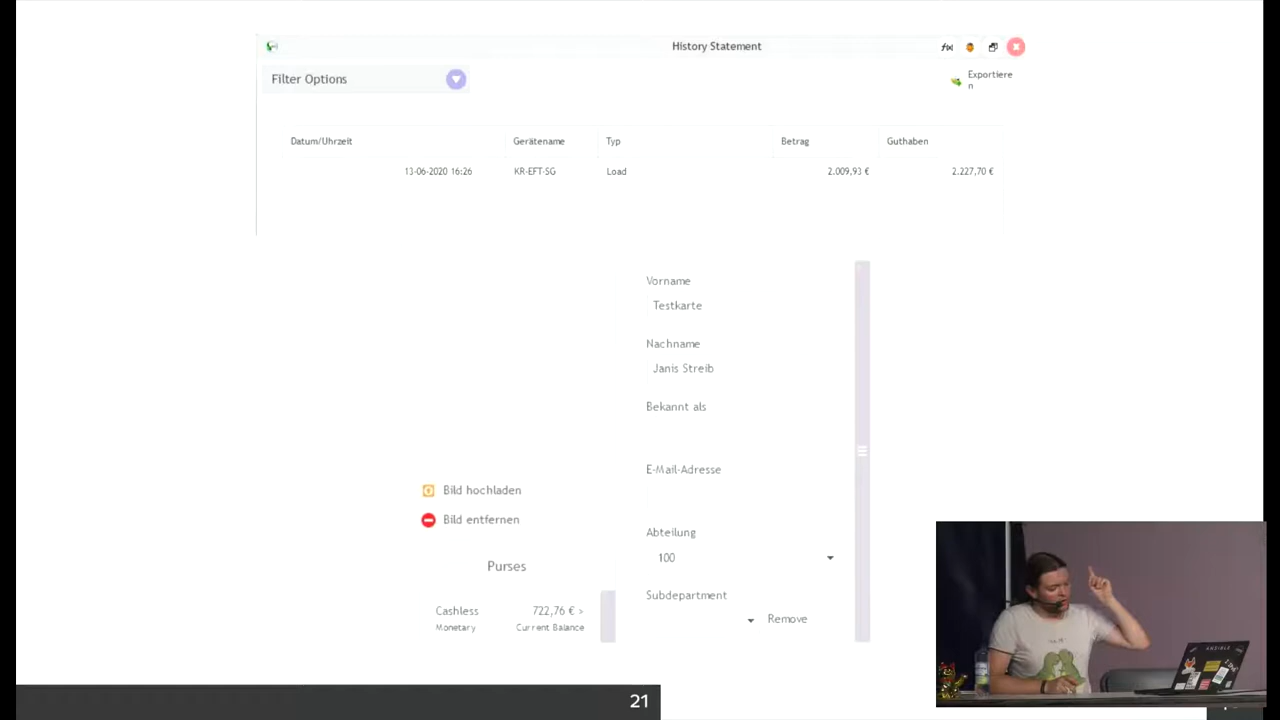 History Statement
Filter Options
Exportiere
n
Datum/Uhrzeit Gerätename Typ Betrag Guthaben
13-06-2020 16:26 KR-EFT-SG Load 2.009,93 € 2.227,70 €
Vorname
Testkarte
Nachname
Janis Streib
Bekannt als
E-Mail-Adresse
Bild hochladen
Bild entfernen
Abteilung
100
Purses
Subdepartment
Remove
Cashless 722,76 € >
Monetary Current Balance
21
ANSIBLE